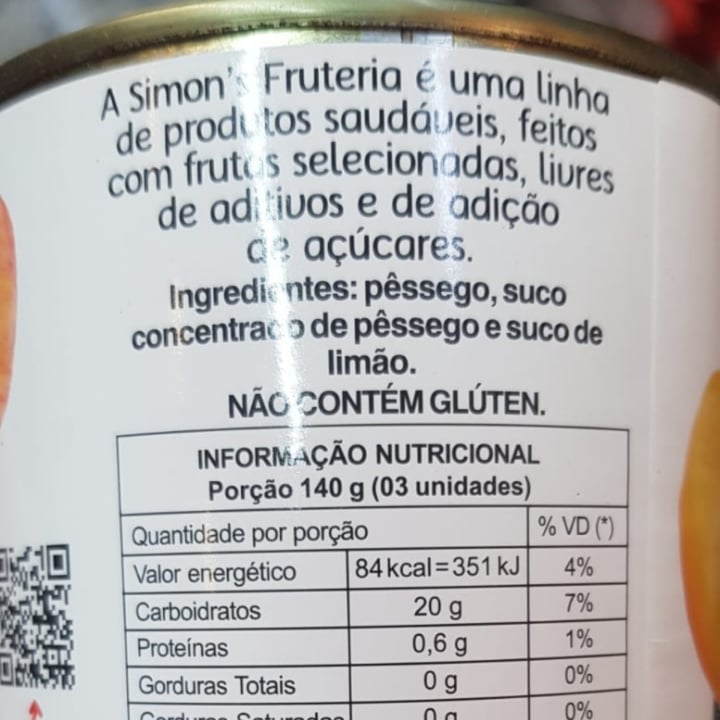 A Simon's Fruteria é uma linha
de produtos saudáveis, feitos
com frutas selecionadas, livres
de aditivos e de adição
de açúcares.
Ingredientes: pêssego, suco
concentrado de pêssego e suco de
limão.
NÃO CONTÉM GLÚTEN.
INFORMAÇÃO NUTRICIONAL
Porção 140 g (03 unidades)
Quantidade por porção % VD (*)
Valor energético 84 kcal = 351 kJ 4%
Carboidratos 20 g 7%
Proteínas 0,6 g 1%
Gorduras Totais 0 g 0%
Gorduras Saturadas 0 g 0%